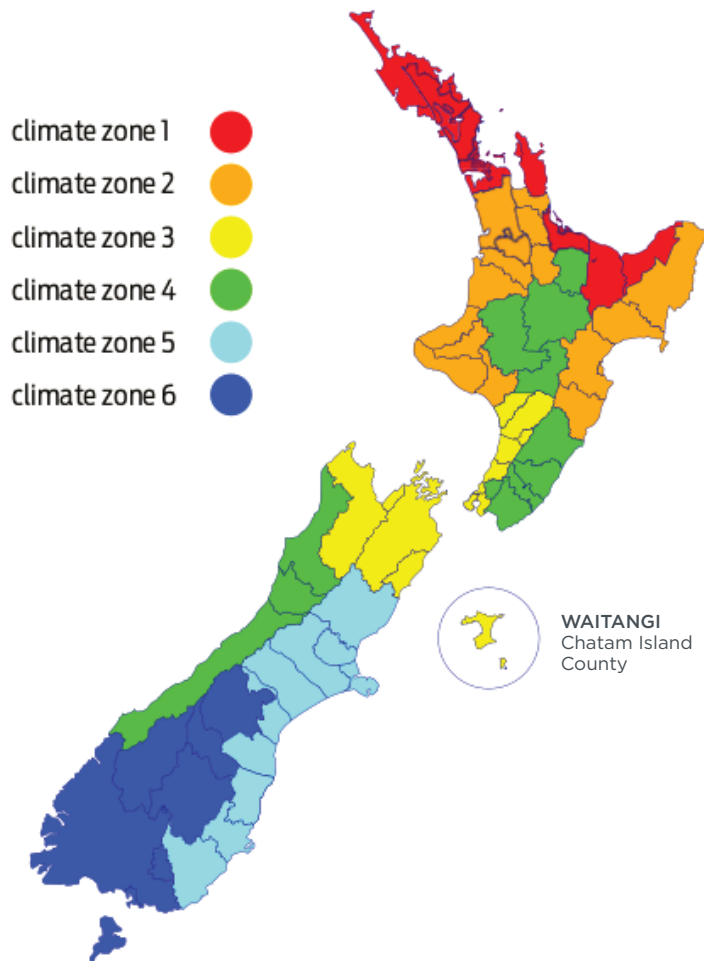 climate zone 1
climate zone 2
climate zone 3
climate zone 4
climate zone 5
climate zone 6
WAITANGI
Chatam Island
County